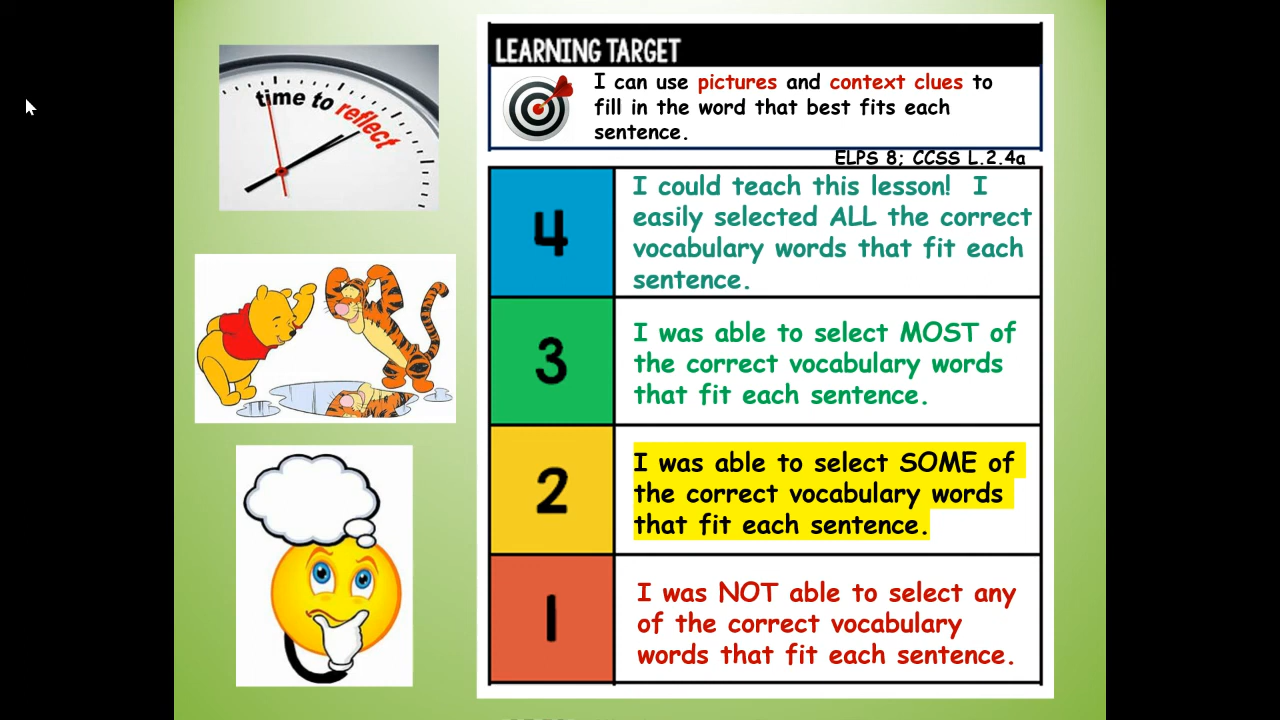 time to reflect
LEARNING TARGET
I can use pictures and context clues to
fill in the word that best fits each
sentence.
ELPS 8; CCSS L.2.4a
4
I could teach this lesson!  I
easily selected ALL the correct
vocabulary words that fit each
sentence.
3
I was able to select MOST of
the correct vocabulary words
that fit each sentence.
2
I was able to select SOME of
the correct vocabulary words
that fit each sentence.
1
I was NOT able to select any
of the correct vocabulary
words that fit each sentence.